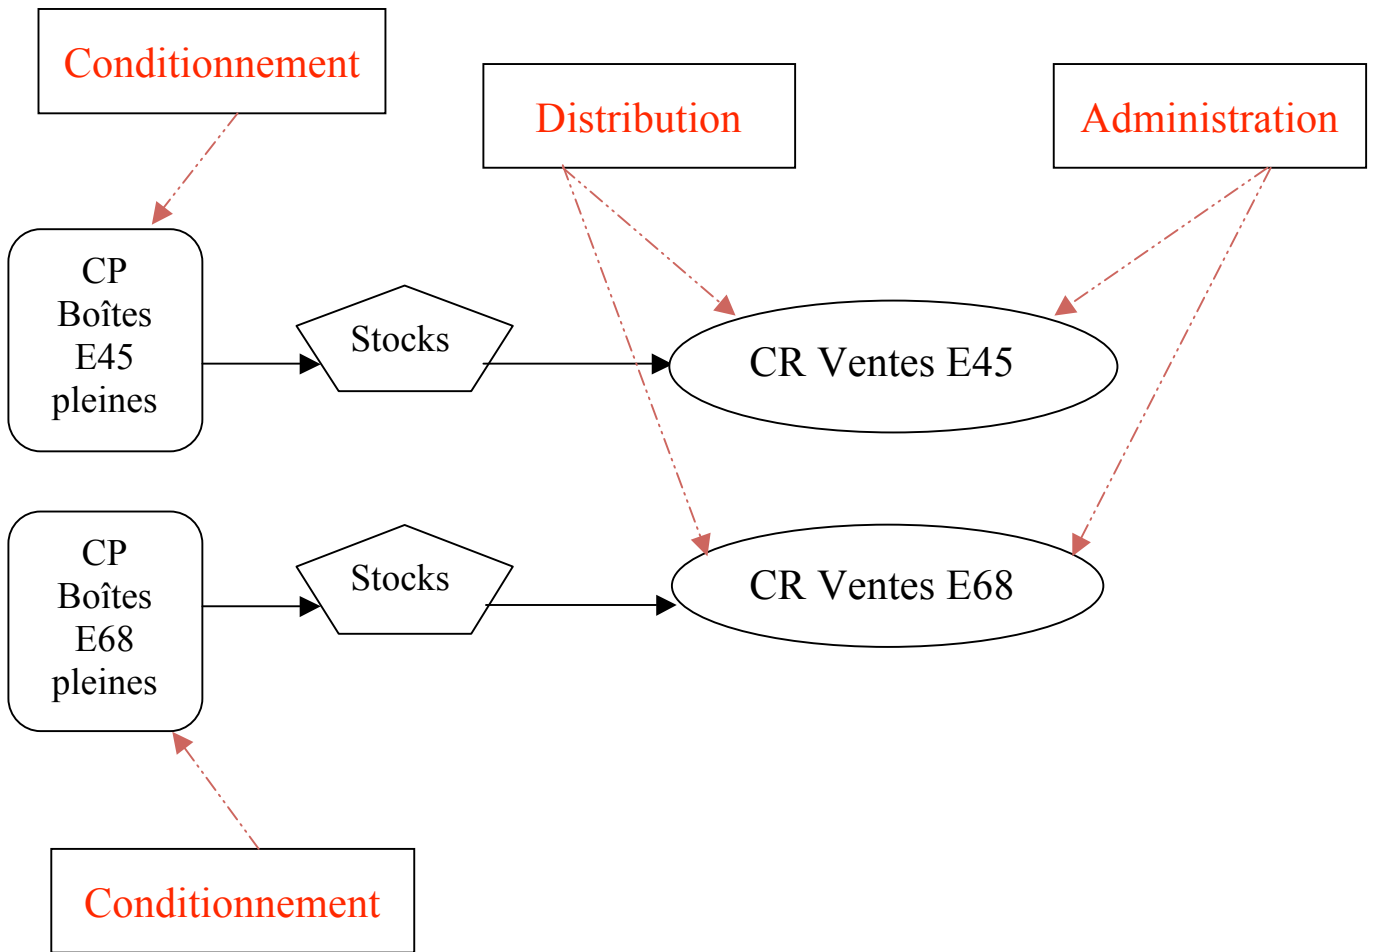 Conditionnement
Distribution
Administration
CP
Boîtes
E45
pleines
Stocks
CR Ventes E45
CP
Boîtes
E68
pleines
Stocks
CR Ventes E68
Conditionnement